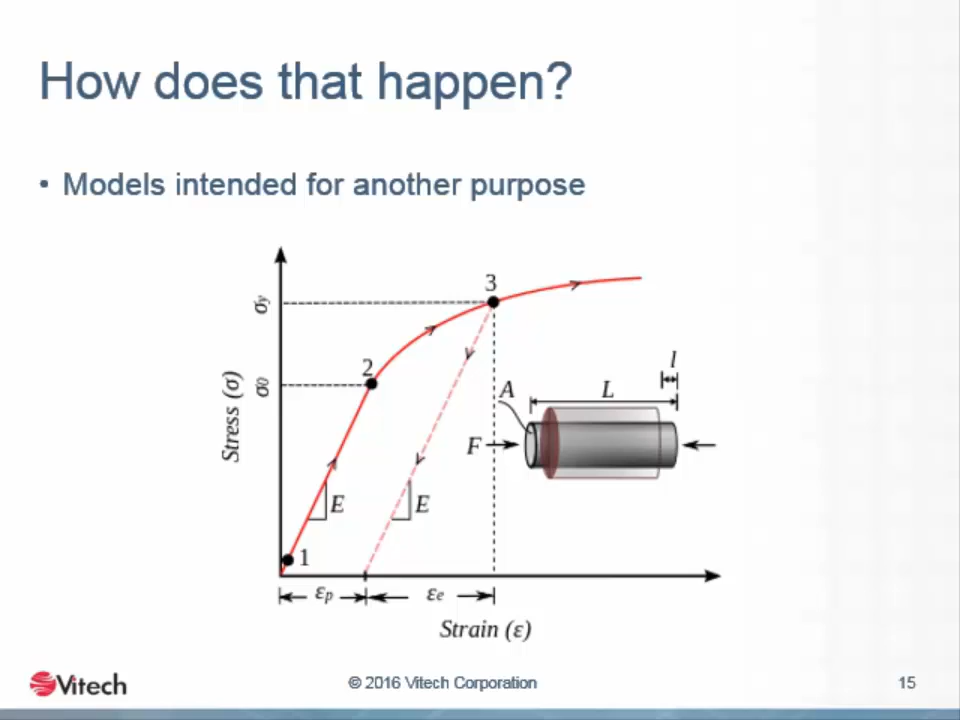 How does that happen?
• Models intended for another purpose
3
σy
2
σ0
Stress (σ)
l
A
L
F
E
E
1
εp
εe
Strain (ε)
Vitech
© 2016 Vitech Corporation
15